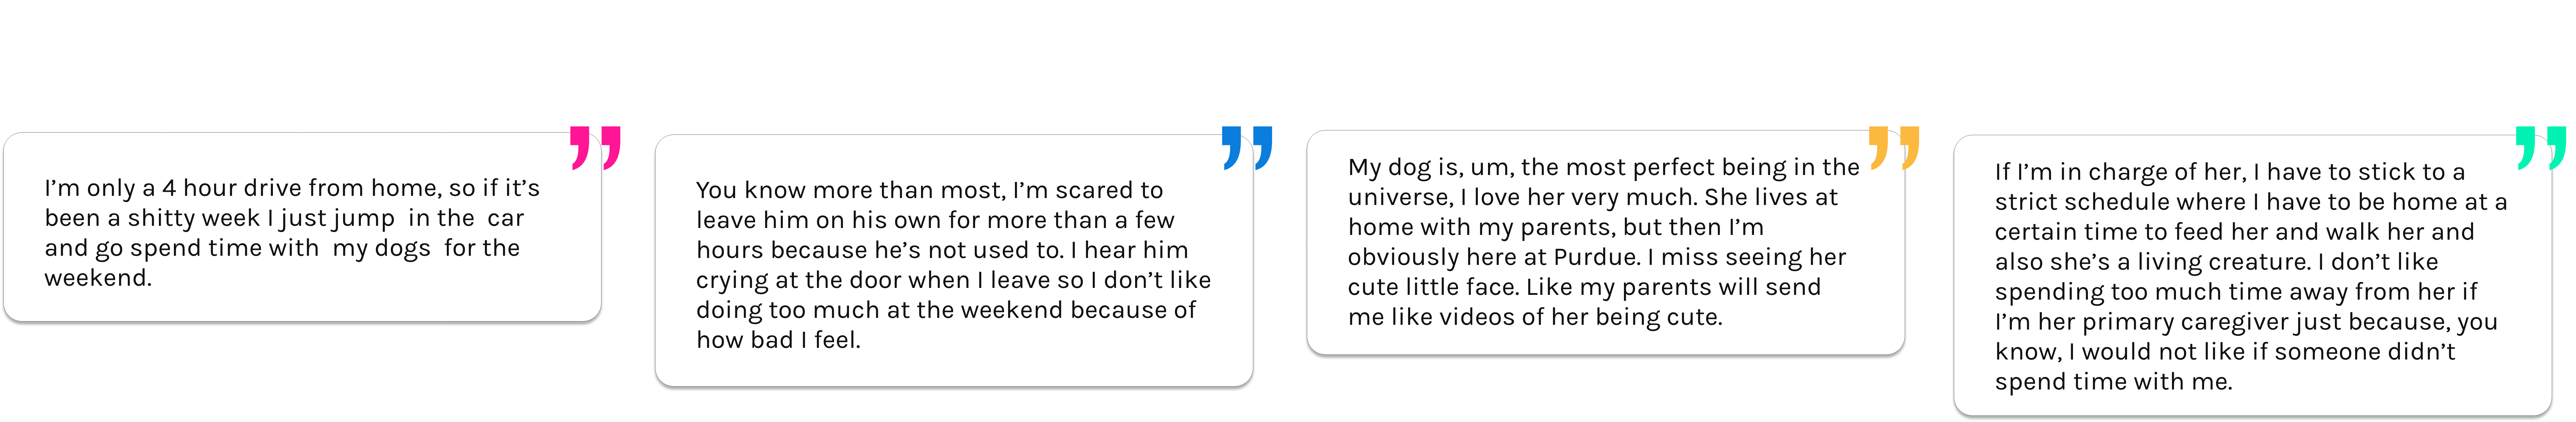 I’m only a 4 hour drive from home, so if it’s
been a shitty week I just jump in the car
and go spend time with my dogs for the
weekend.
You know more than most, I’m scared to
leave him on his own for more than a few
hours because he’s not used to. I hear him
crying at the door when I leave so I don’t like
doing too much at the weekend because of
how bad I feel.
My dog is, um, the most perfect being in the
universe, I love her very much. She lives at
home with my parents, but then I’m
obviously here at Purdue. I miss seeing her
cute little face. Like my parents will send
me like videos of her being cute.
If I’m in charge of her, I have to stick to a
strict schedule where I have to be home at a
certain time to feed her and walk her and
also she’s a living creature. I don’t like
spending too much time away from her if
I’m her primary caregiver just because, you
know, I would not like if someone didn’t
spend time with me.